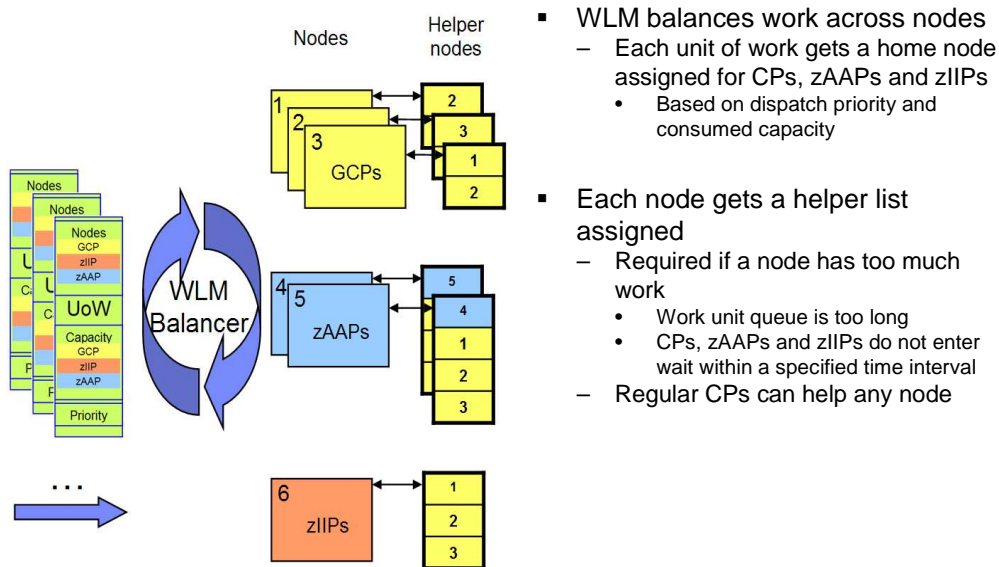 Nodes
Helper
nodes
1
2
3
GCPs
2
3
1
2
Nodes
Nodes
Nodes
GCP
zIIP
zAAP
U
U
UoW
Ca
C
Capacity
GCP
zIIP
zAAP
P
F
Priority
WLM
Balancer
4
5
zAAPs
5
4
1
2
3
...
6
zIIPs
1
2
3
▪ WLM balances work across nodes
– Each unit of work gets a home node
assigned for CPs, zAAPs and zIIPs
• Based on dispatch priority and
consumed capacity
▪ Each node gets a helper list
assigned
– Required if a node has too much
work
• Work unit queue is too long
• CPs, zAAPs and zIIPs do not enter
wait within a specified time interval
– Regular CPs can help any node